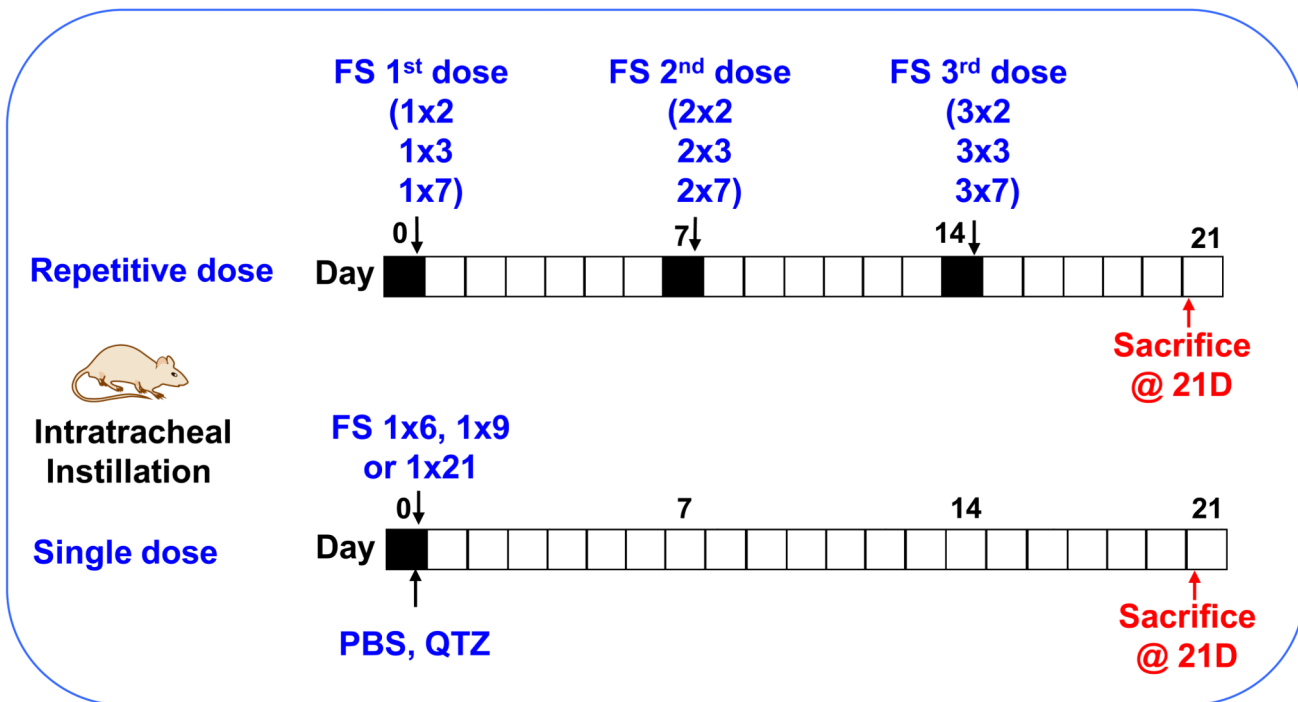 FS 1st dose
(1x2
1x3
1x7)
FS 2nd dose
(2x2
2x3
2x7)
FS 3rd dose
(3x2
3x3
3x7)
0
7
14
21
Repetitive dose
Day
Sacrifice
@ 21D
Intratracheal
Instillation
FS 1x6, 1x9
or 1x21
0
7
14
21
Single dose
Day
PBS, QTZ
Sacrifice
@ 21D